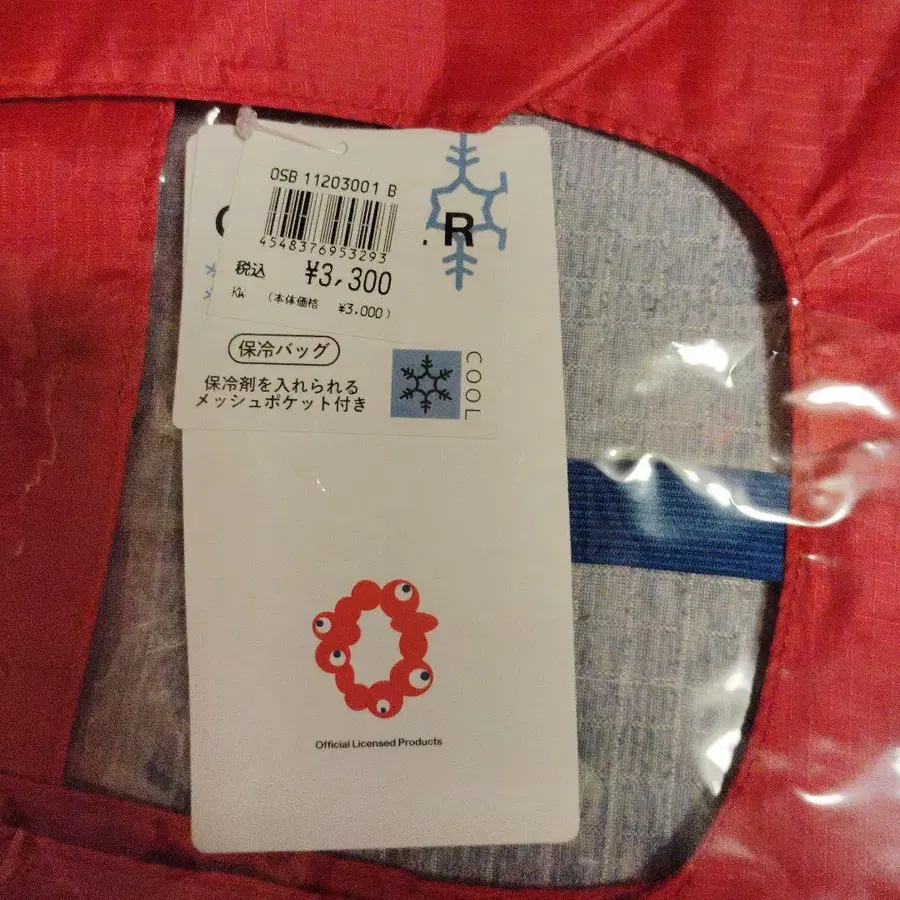 OSB 11203001 B
R
4548376953293
税込 ¥3,300
(本体価格 ¥3,000)
保冷バッグ
保冷剤を入れられる
メッシュポケット付き
COOL
Official Licensed Products